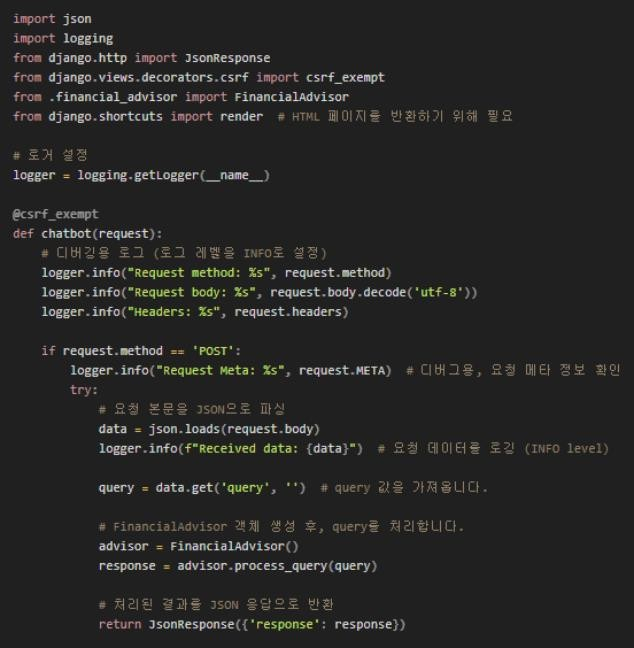 import json
import logging
from django.http import JsonResponse
from django.views.decorators.csrf import csrf_exempt
from .financial_advisor import FinancialAdvisor
from django.shortcuts import render  # HTML 페이지를 반환하기 위해 필요

# 로거 설정
logger = logging.getLogger(__name__)

@csrf_exempt
def chatbot(request):
    # 디버깅용 로그 (로그 레벨을 INFO로 설정)
    logger.info("Request method: %s", request.method)
    logger.info("Request body: %s", request.body.decode('utf-8'))
    logger.info("Headers: %s", request.headers)

    if request.method == 'POST':
        logger.info("Request Meta: %s", request.META)  # 디버그용, 요청 메타 정보 확인
        try:
            # 요청 본문을 JSON으로 파싱
            data = json.loads(request.body)
            logger.info(f"Received data: {data}")  # 요청 데이터를 로깅 (INFO level)

            query = data.get('query', '')  # query 값을 가져옵니다.

            # FinancialAdvisor 객체 생성 후, query를 처리합니다.
            advisor = FinancialAdvisor()
            response = advisor.process_query(query)

            # 처리된 결과를 JSON 응답으로 반환
            return JsonResponse({'response': response})